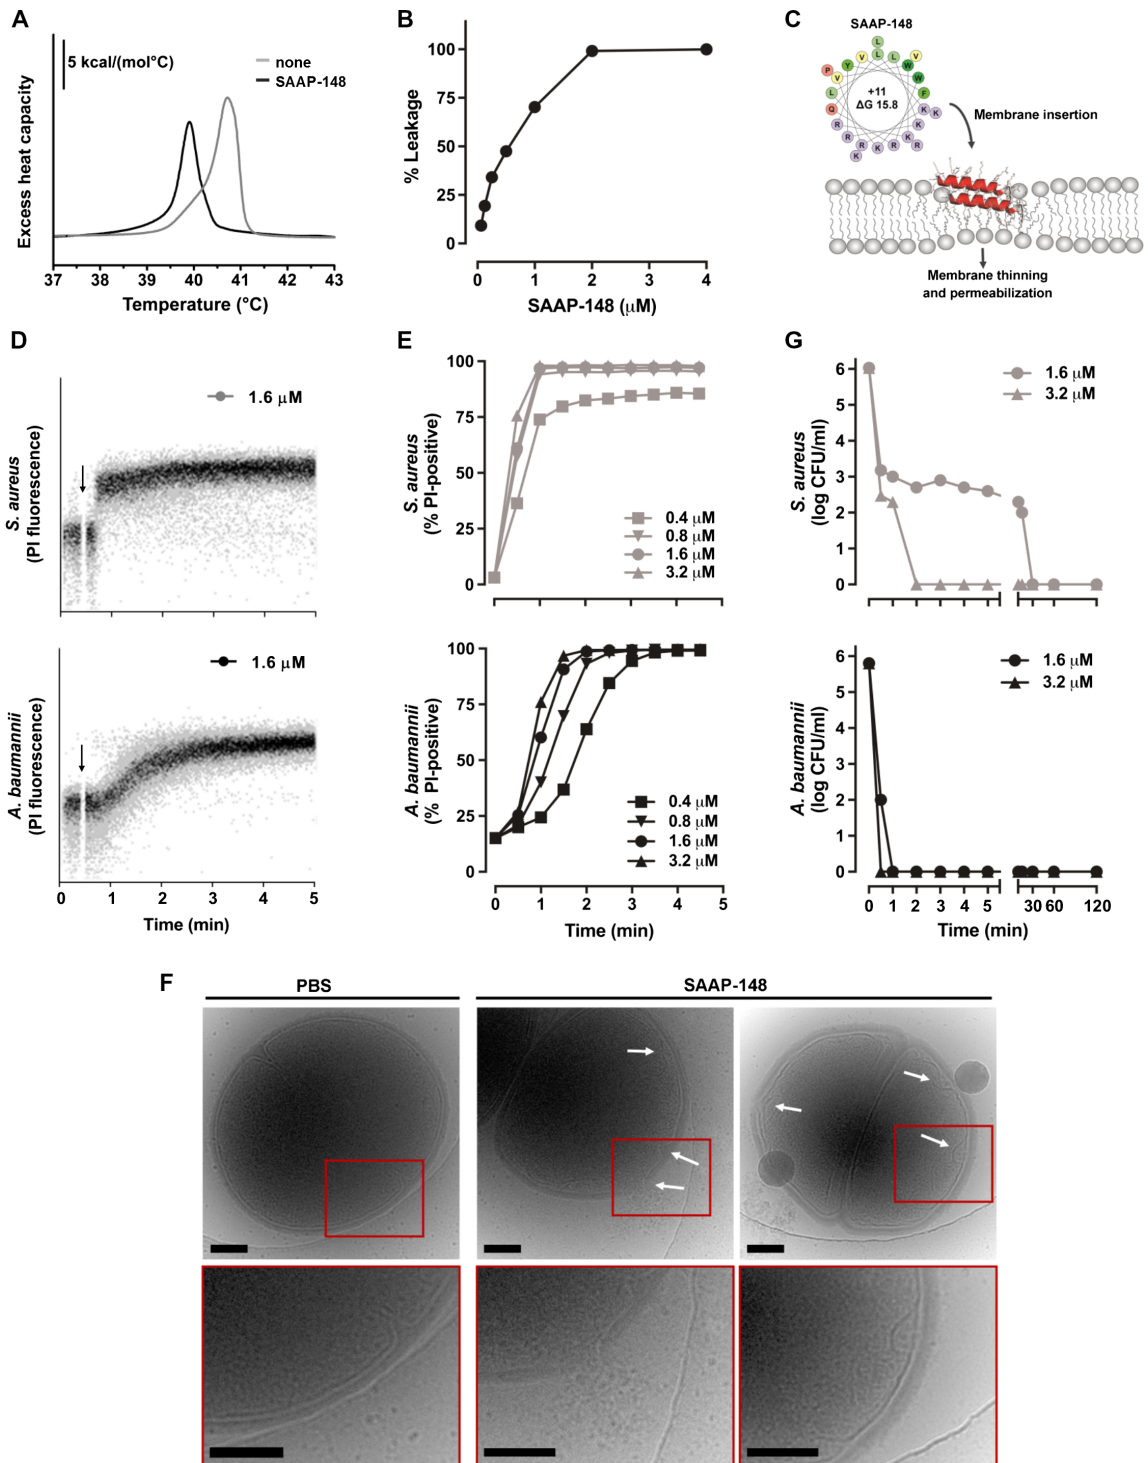 A
5 kcal/(mol°C)
none
SAAP-148
Excess heat capacity
37 38 39 40 41 42 43
Temperature (°C)
B
% Leakage
100
75
50
25
0
0 1 2 3 4
SAAP-148 (μM)
C
SAAP-148
L
L
L
V
V
W
W
F
K
K
K
R
K
R
K
R
K
R
R
Q
L
V
P
Y
+11
ΔG 15.8
Membrane insertion
Membrane thinning
and permeabilization
D
S. aureus
(PI fluorescence)
1.6 μM
A. baumannii
(PI fluorescence)
1.6 μM
0 1 2 3 4 5
Time (min)
E
S. aureus
(% PI-positive)
100
75
50
25
0
0.4 μM
0.8 μM
1.6 μM
3.2 μM
A. baumannii
(% PI-positive)
100
75
50
25
0
0.4 μM
0.8 μM
1.6 μM
3.2 μM
0 1 2 3 4 5
Time (min)
G
S. aureus
(log CFU/ml)
6
5
4
3
2
1
0
1.6 μM
3.2 μM
A. baumannii
(log CFU/ml)
6
5
4
3
2
1
0
1.6 μM
3.2 μM
0 1 2 3 4 5 30 60 120
Time (min)
F
PBS
SAAP-148